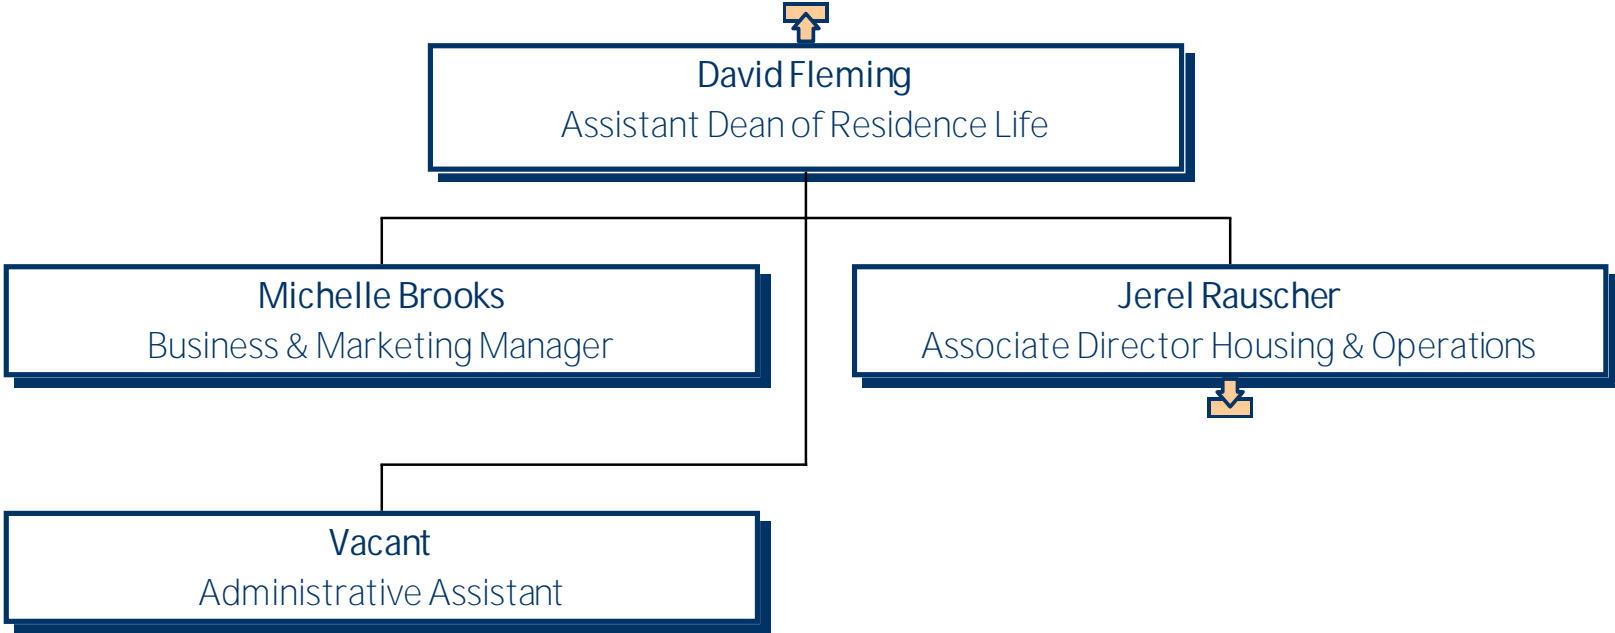 David Fleming
Assistant Dean of Residence Life
Michelle Brooks
Business & Marketing Manager
Jerel Rauscher
Associate Director Housing & Operations
Vacant
Administrative Assistant